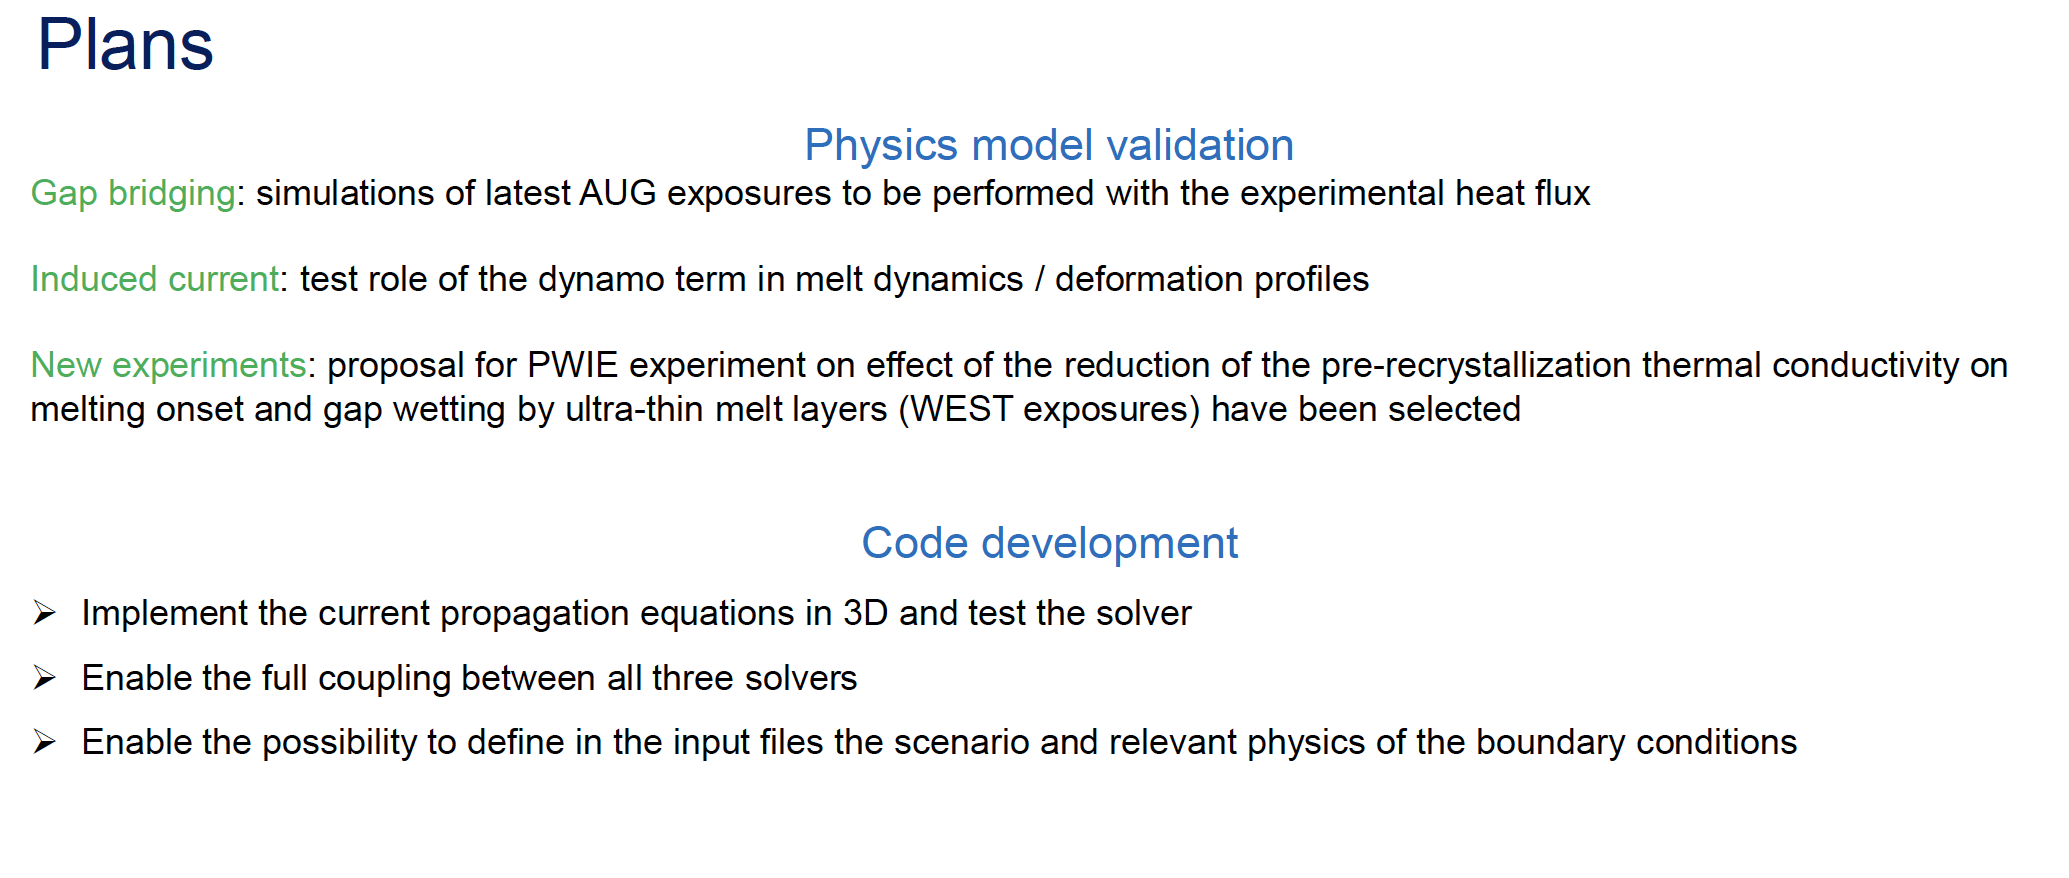 Plans
Physics model validation
Gap bridging: simulations of latest AUG exposures to be performed with the experimental heat flux
Induced current: test role of the dynamo term in melt dynamics / deformation profiles
New experiments: proposal for PWIE experiment on effect of the reduction of the pre-recrystallization thermal conductivity on
melting onset and gap wetting by ultra-thin melt layers (WEST exposures) have been selected
Code development
➢ Implement the current propagation equations in 3D and test the solver
➢ Enable the full coupling between all three solvers
➢ Enable the possibility to define in the input files the scenario and relevant physics of the boundary conditions